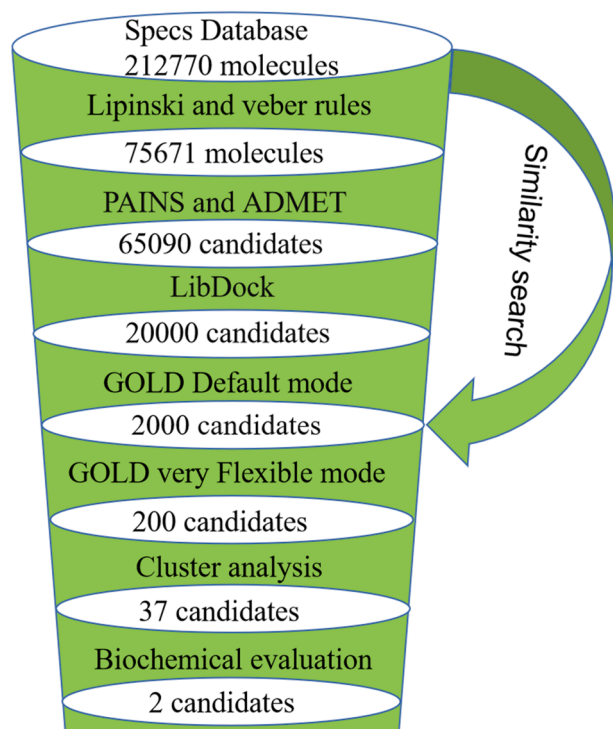 Specs Database
212770 molecules
Lipinski and veber rules
75671 molecules
PAINS and ADMET
65090 candidates
LibDock
20000 candidates
GOLD Default mode
2000 candidates
GOLD very Flexible mode
200 candidates
Cluster analysis
37 candidates
Biochemical evaluation
2 candidates
Similarity search